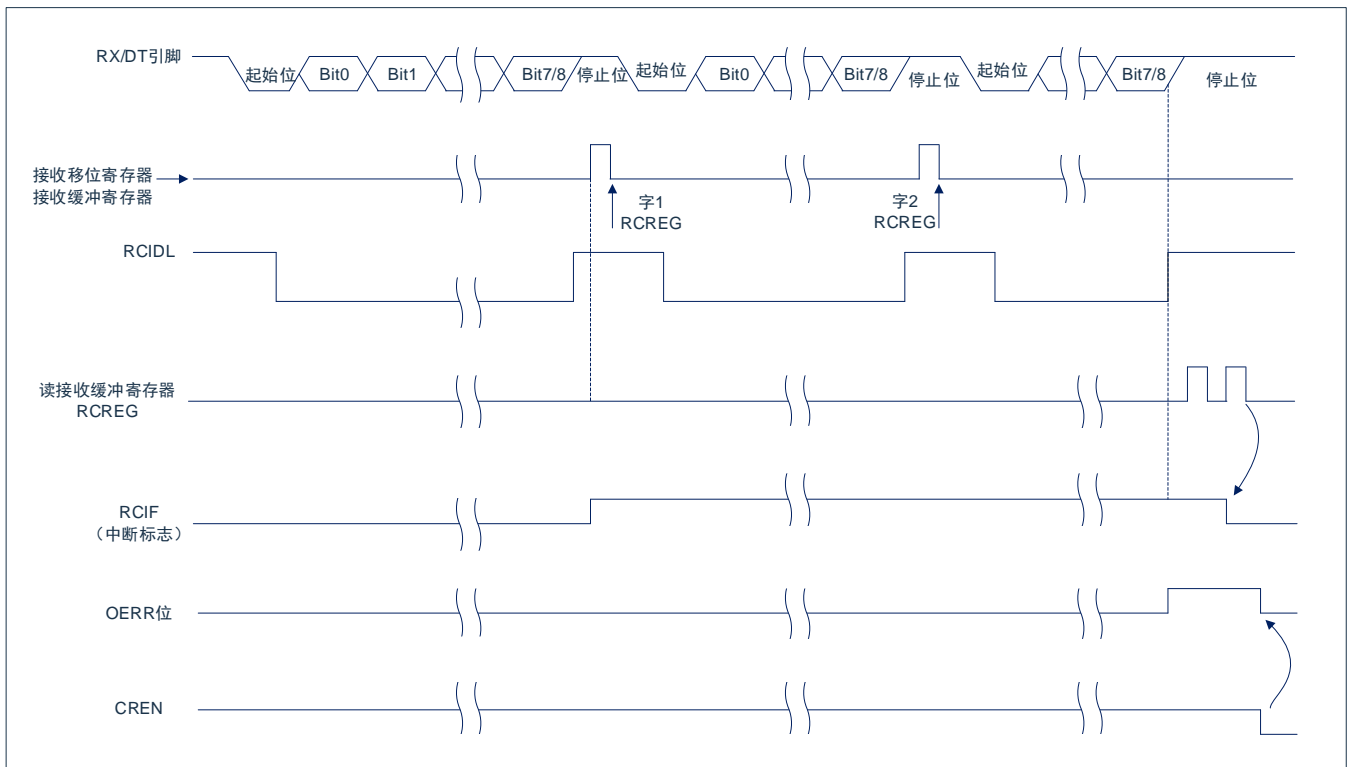 RX/DT引脚
起始位 Bit0 Bit1 Bit7/8 停止位 起始位 Bit0 Bit7/8 停止位 起始位 Bit7/8 停止位
接收移位寄存器
接收缓冲寄存器
字1
RCREG
字2
RCREG
RCIDL
读接收缓冲寄存器
RCREG
RCIF
（中断标志）
OERR位
CREN